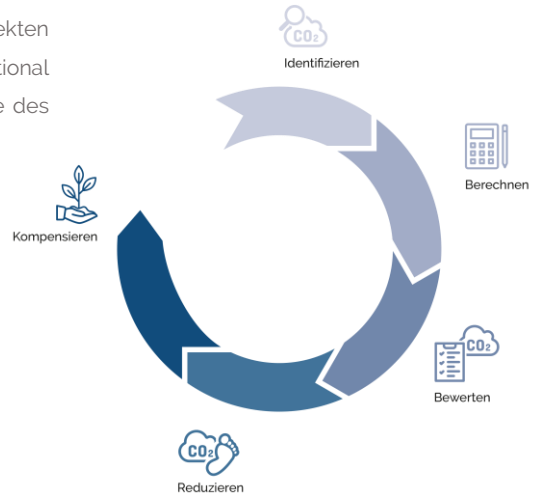 ekten
tional
e des
CO₂
Identifizieren
Berechnen
CO₂
Bewerten
CO₂
Reduzieren
Kompensieren